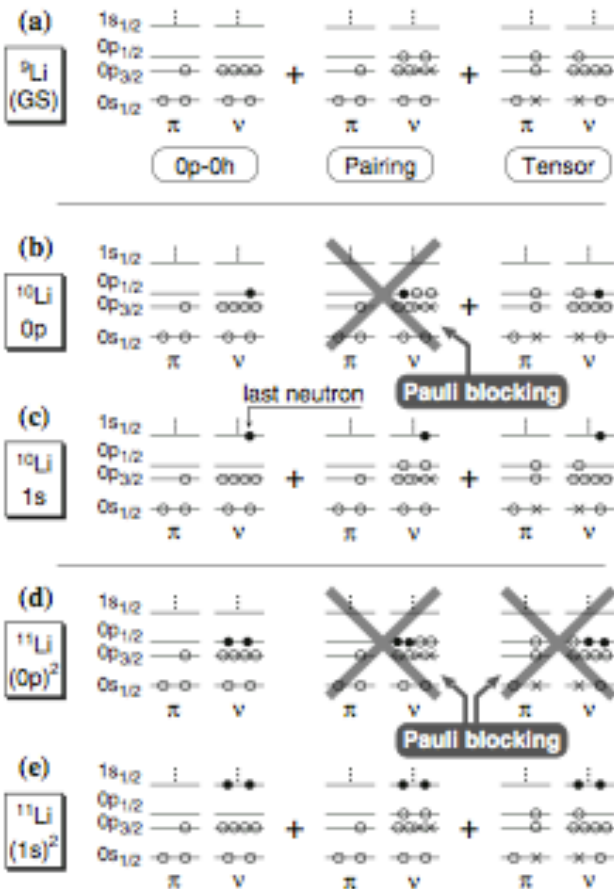 (a)
⁹Li
(GS)
1s1/2
0p1/2
0p3/2
0s1/2
π ν
+
π ν
+
π ν
0p-0h
Pairing
Tensor
(b)
¹⁰Li
0p
1s1/2
0p1/2
0p3/2
0s1/2
π ν
π ν
+
π ν
Pauli blocking
(c)
last neutron
¹⁰Li
1s
1s1/2
0p1/2
0p3/2
0s1/2
π ν
+
π ν
+
π ν
(d)
¹¹Li
(0p)²
1s1/2
0p1/2
0p3/2
0s1/2
π ν
π ν
π ν
Pauli blocking
(e)
¹¹Li
(1s)²
1s1/2
0p1/2
0p3/2
0s1/2
π ν
+
π ν
+
π ν